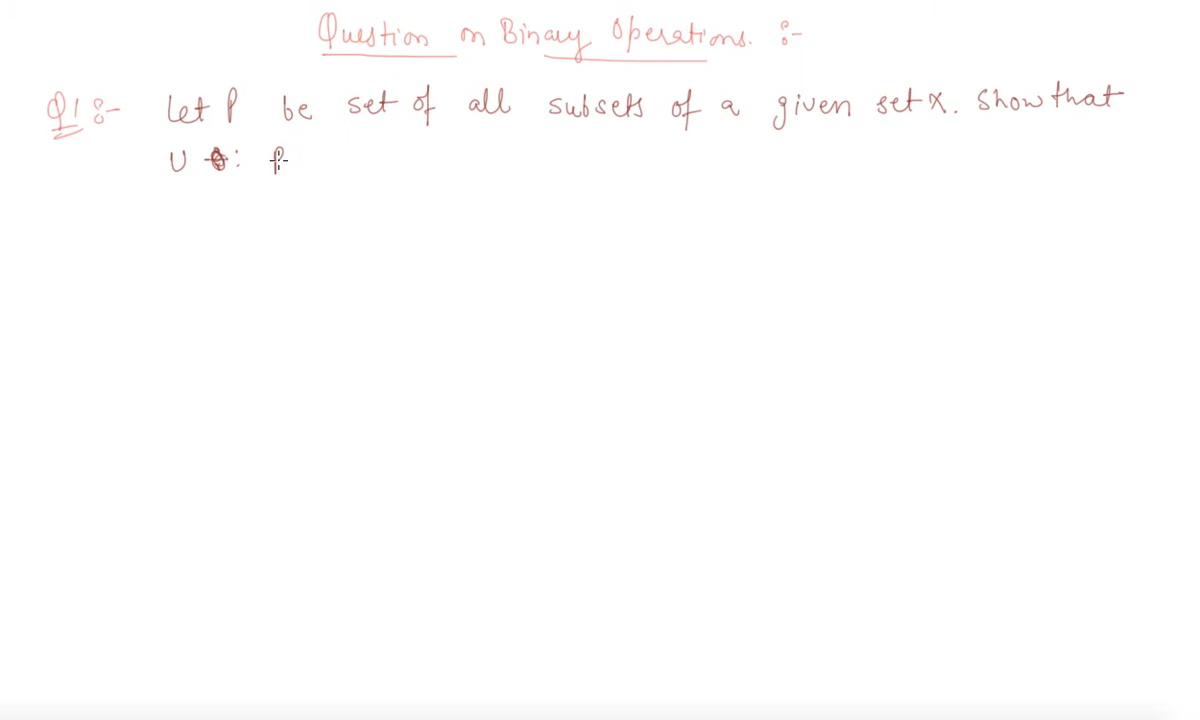 Question on Binary Operations. :-
Q1 :- Let P be set of all subsets of a given set X. Show that
U : P